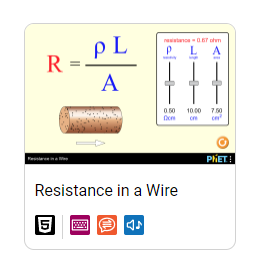 resistance = 0.67 ohm
R = ρ L / A
ρ L A
resistivity length area
0.50 10.00 7.50
Ωcm cm cm²
Resistance in a Wire PhET
Resistance in a Wire
5